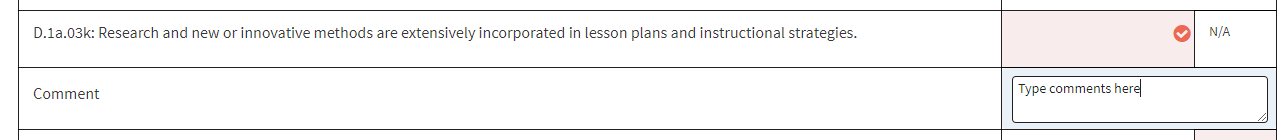 D.1a.03k: Research and new or innovative methods are extensively incorporated in lesson plans and instructional strategies.
N/A
Comment
Type comments here